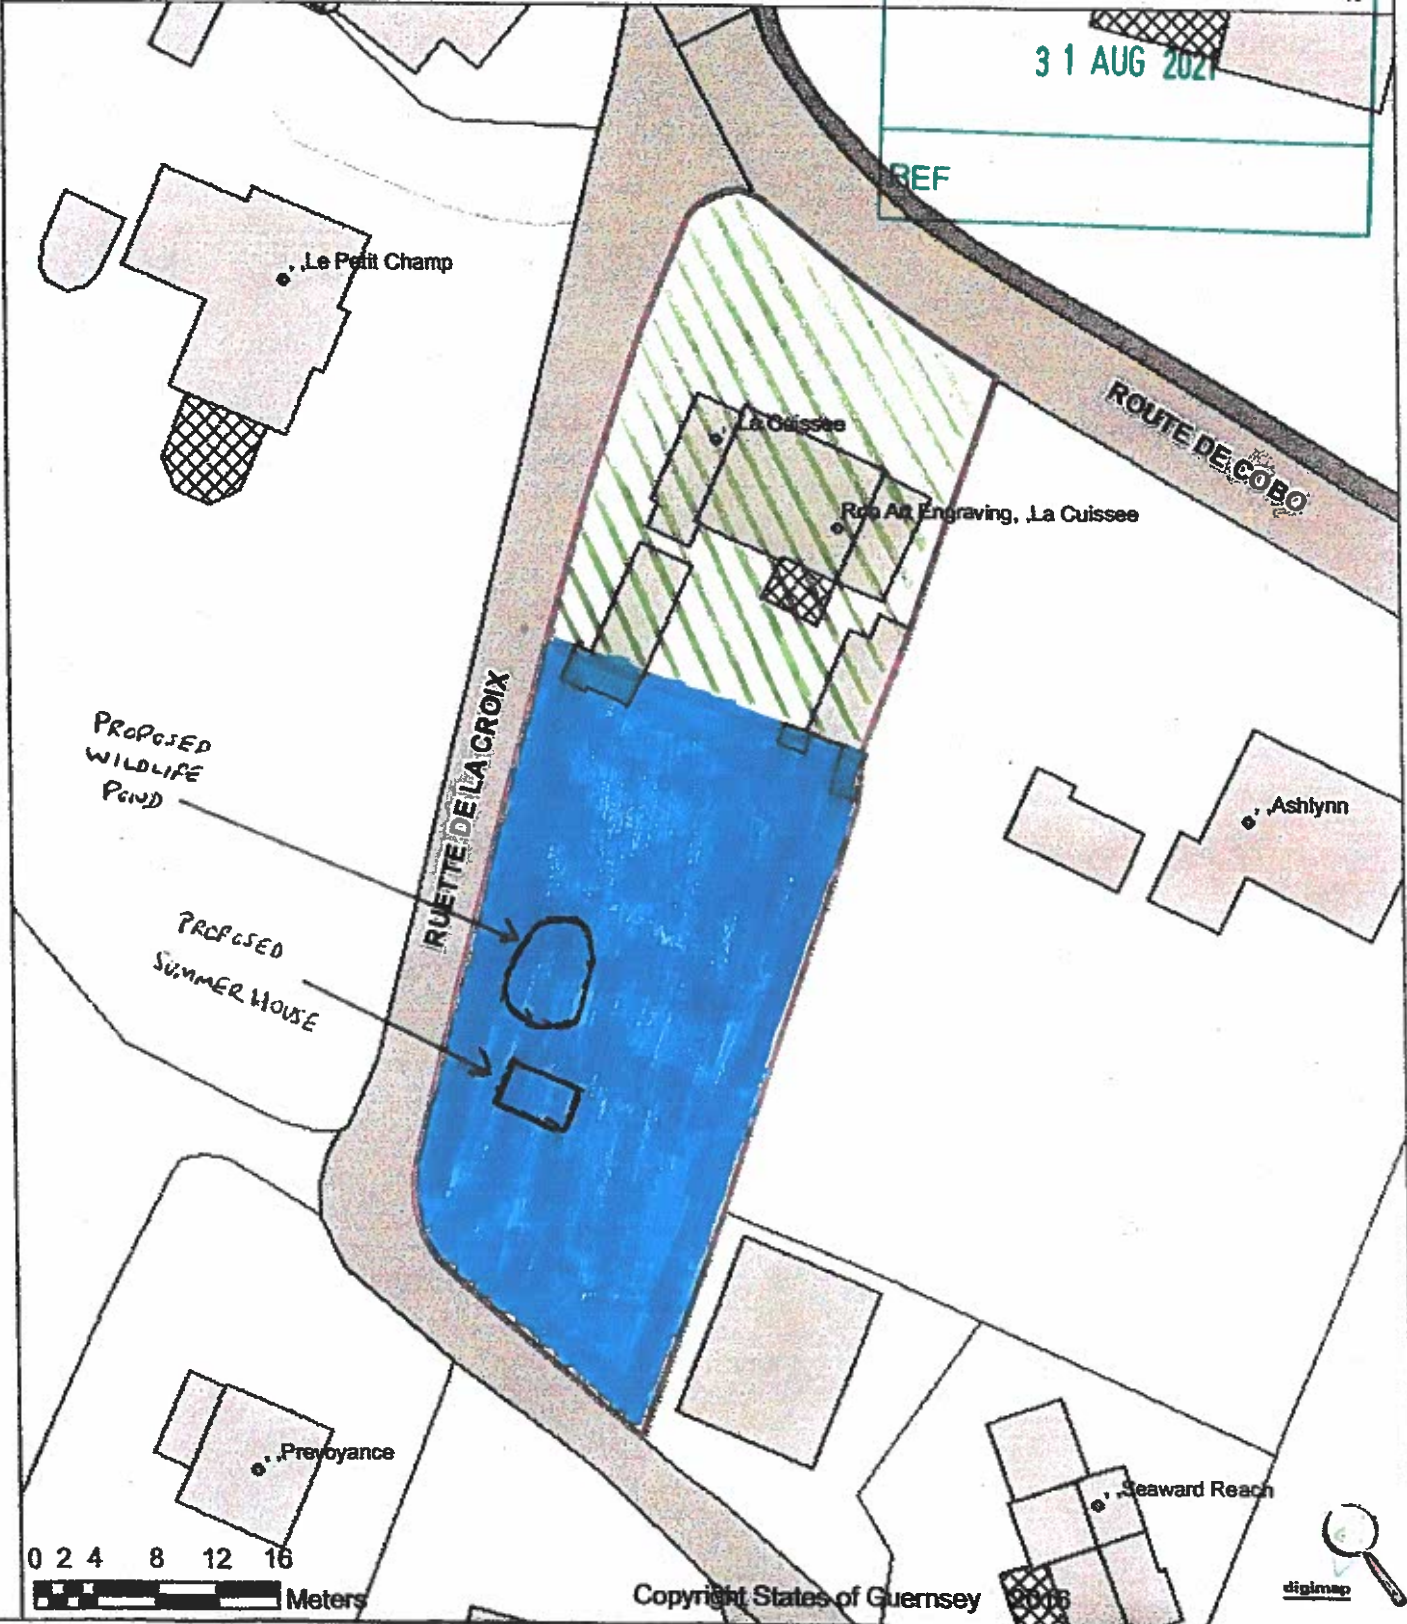 31 AUG 2021
REF
,,Le Petit Champ
La Cuissee
Rob Art Engraving, ,La Cuissee
ROUTE DE COBO
RUETTE DE LA CROIX
PROPOSED
WILDLIFE
POND
PROPOSED
SUMMER HOUSE
,,Ashlynn
,,Prevoyance
,,Seaward Reach
0 2 4 8 12 16
Meters
Copyright States of Guernsey 2016
digimap